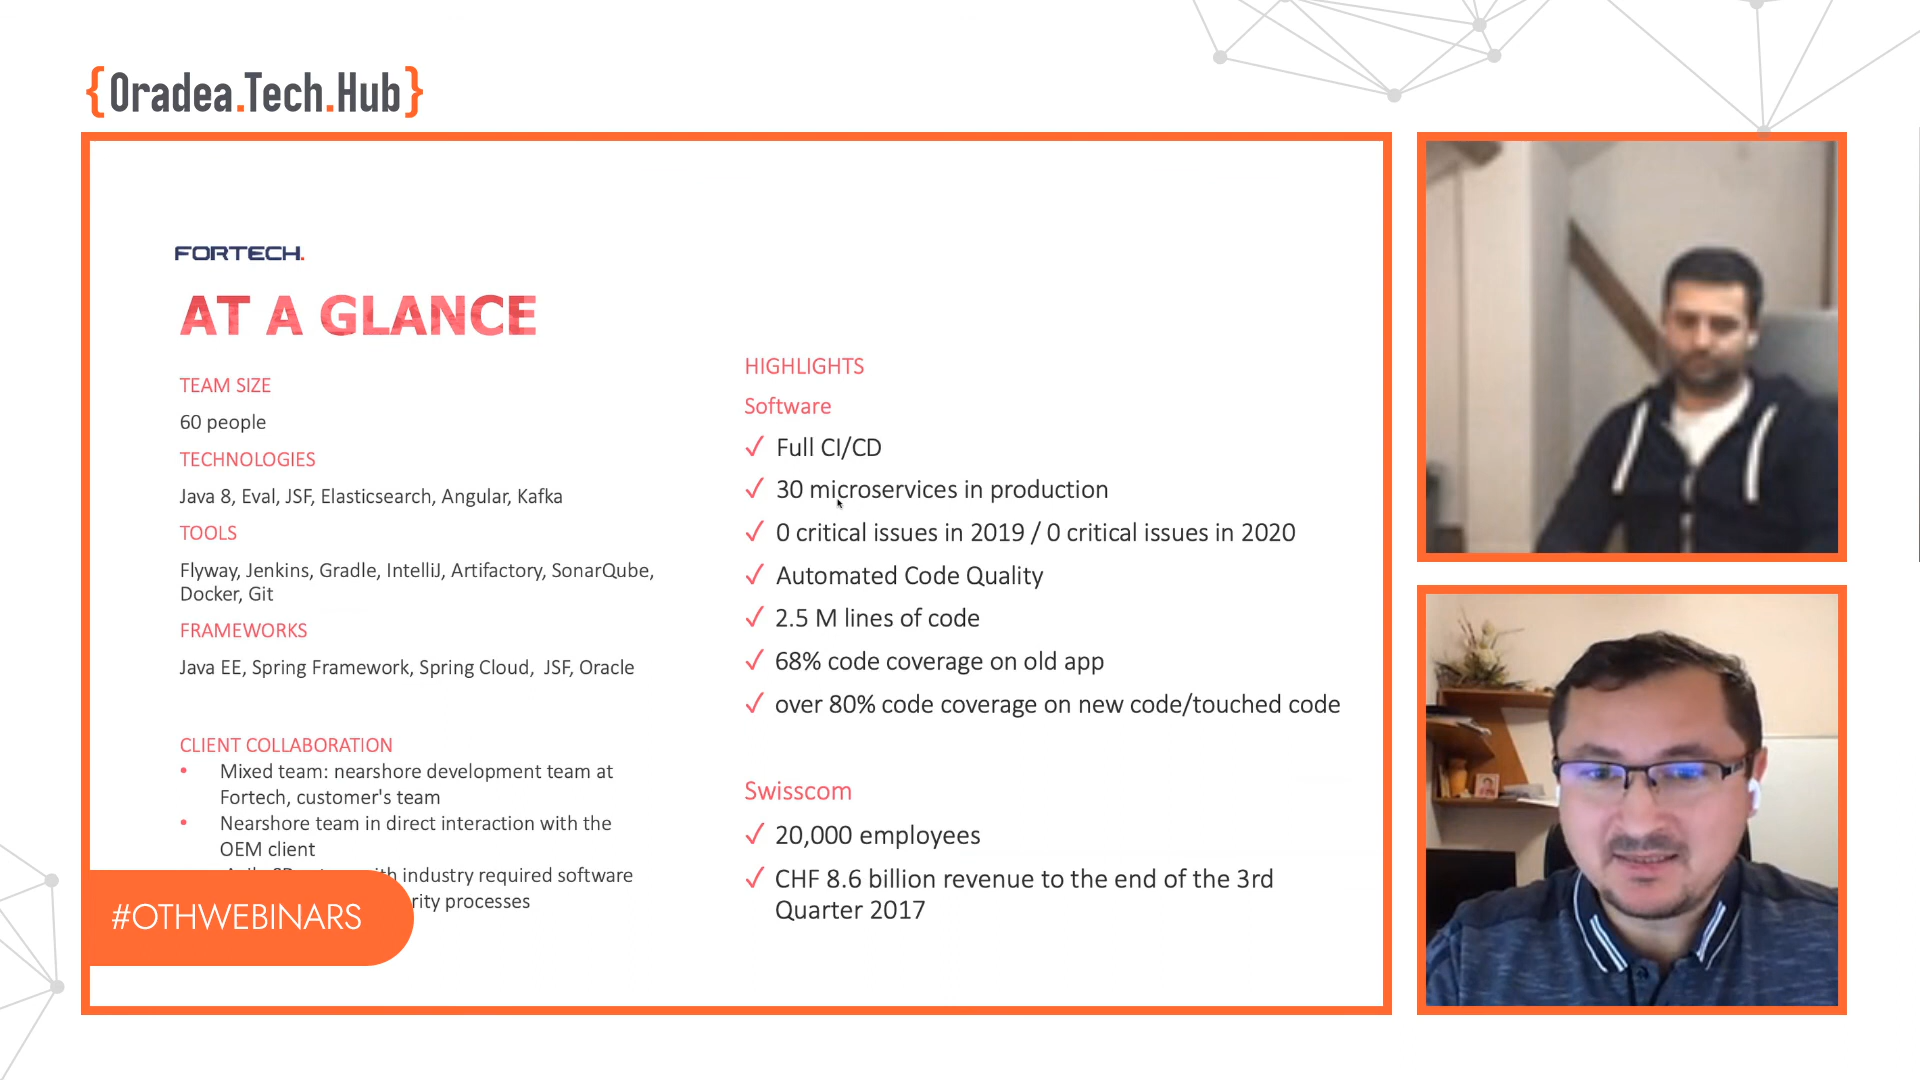 {Oradea.Tech.Hub}
FORTECH.
AT A GLANCE
TEAM SIZE
60 people
TECHNOLOGIES
Java 8, Eval, JSF, Elasticsearch, Angular, Kafka
TOOLS
Flyway, Jenkins, Gradle, IntelliJ, Artifactory, SonarQube,
Docker, Git
FRAMEWORKS
Java EE, Spring Framework, Spring Cloud, JSF, Oracle
CLIENT COLLABORATION
• Mixed team: nearshore development team at
Fortech, customer's team
• Nearshore team in direct interaction with the
OEM client
industry required software
processes
#OTHWEBINARS
HIGHLIGHTS
Software
✓ Full CI/CD
✓ 30 microservices in production
✓ 0 critical issues in 2019 / 0 critical issues in 2020
✓ Automated Code Quality
✓ 2.5 M lines of code
✓ 68% code coverage on old app
✓ over 80% code coverage on new code/touched code
Swisscom
✓ 20,000 employees
✓ CHF 8.6 billion revenue to the end of the 3rd
Quarter 2017